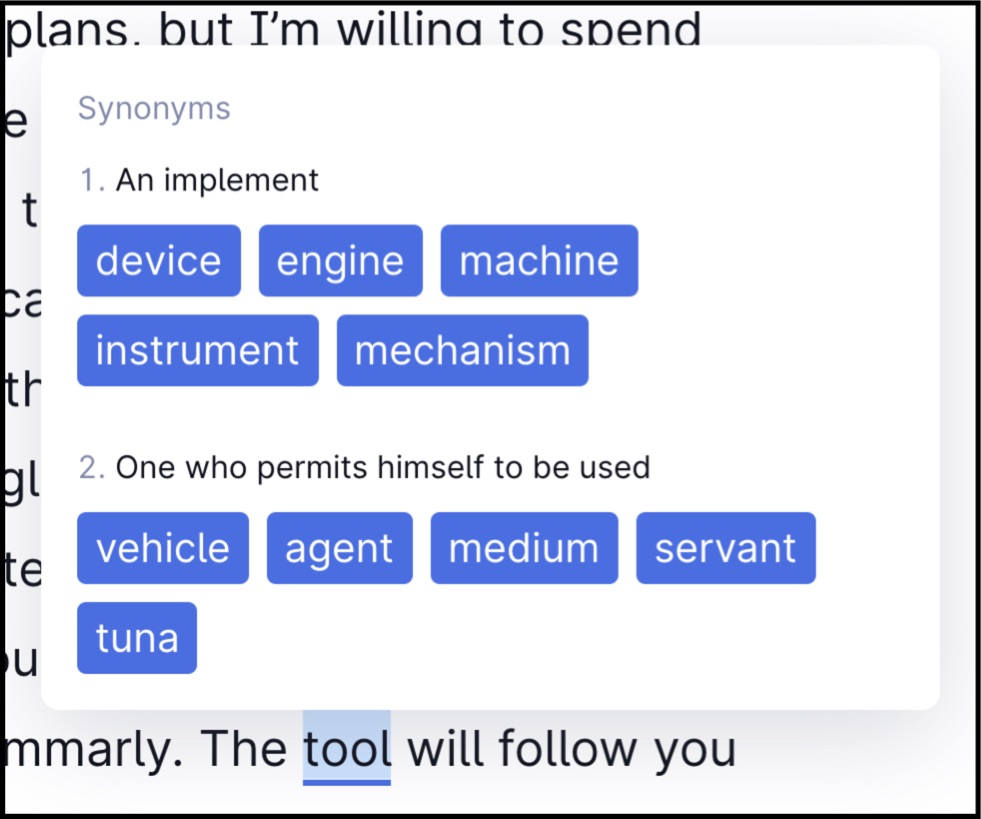 plans, but I'm willing to spend
e
Synonyms
1. An implement
t
device engine machine
ca
instrument mechanism
th
2. One who permits himself to be used
gl
vehicle agent medium servant
te
tuna
ou
mmarly. The tool will follow you